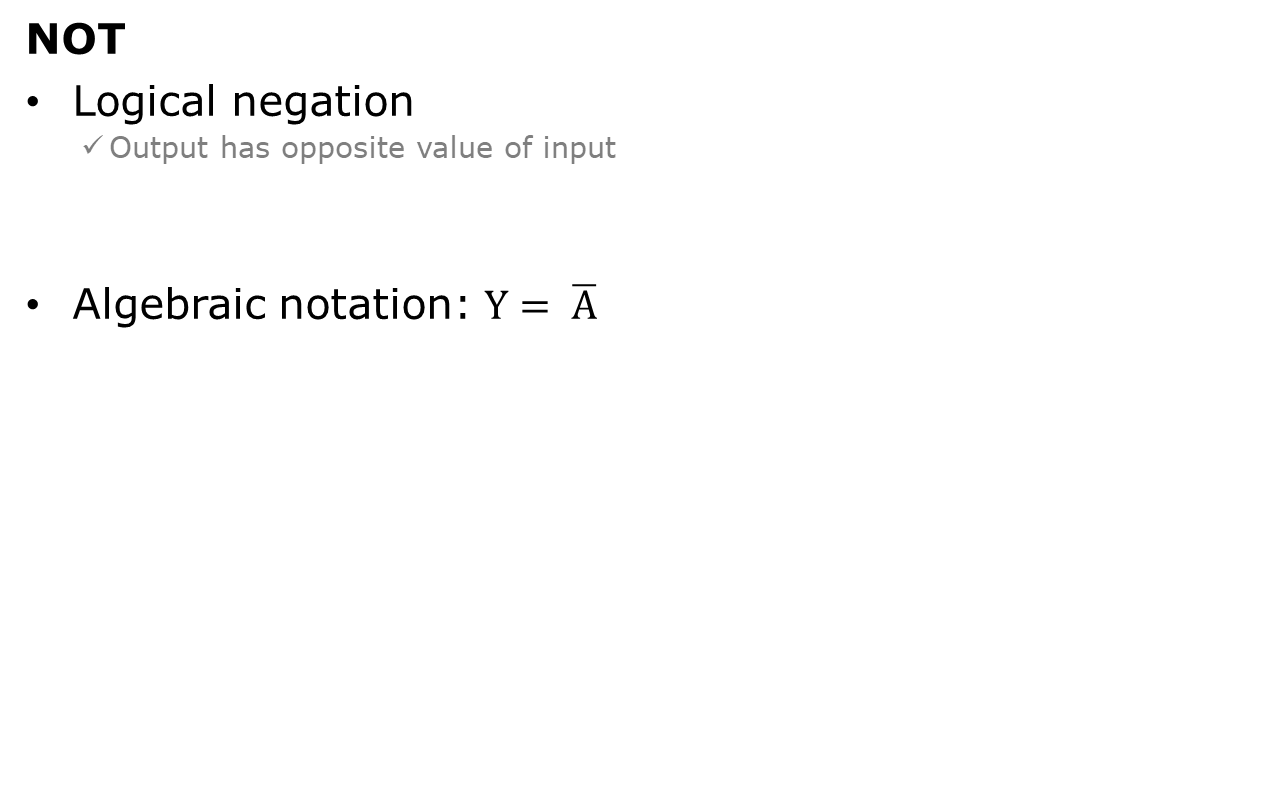 NOT
• Logical negation
✓ Output has opposite value of input
• Algebraic notation: Y = A̅